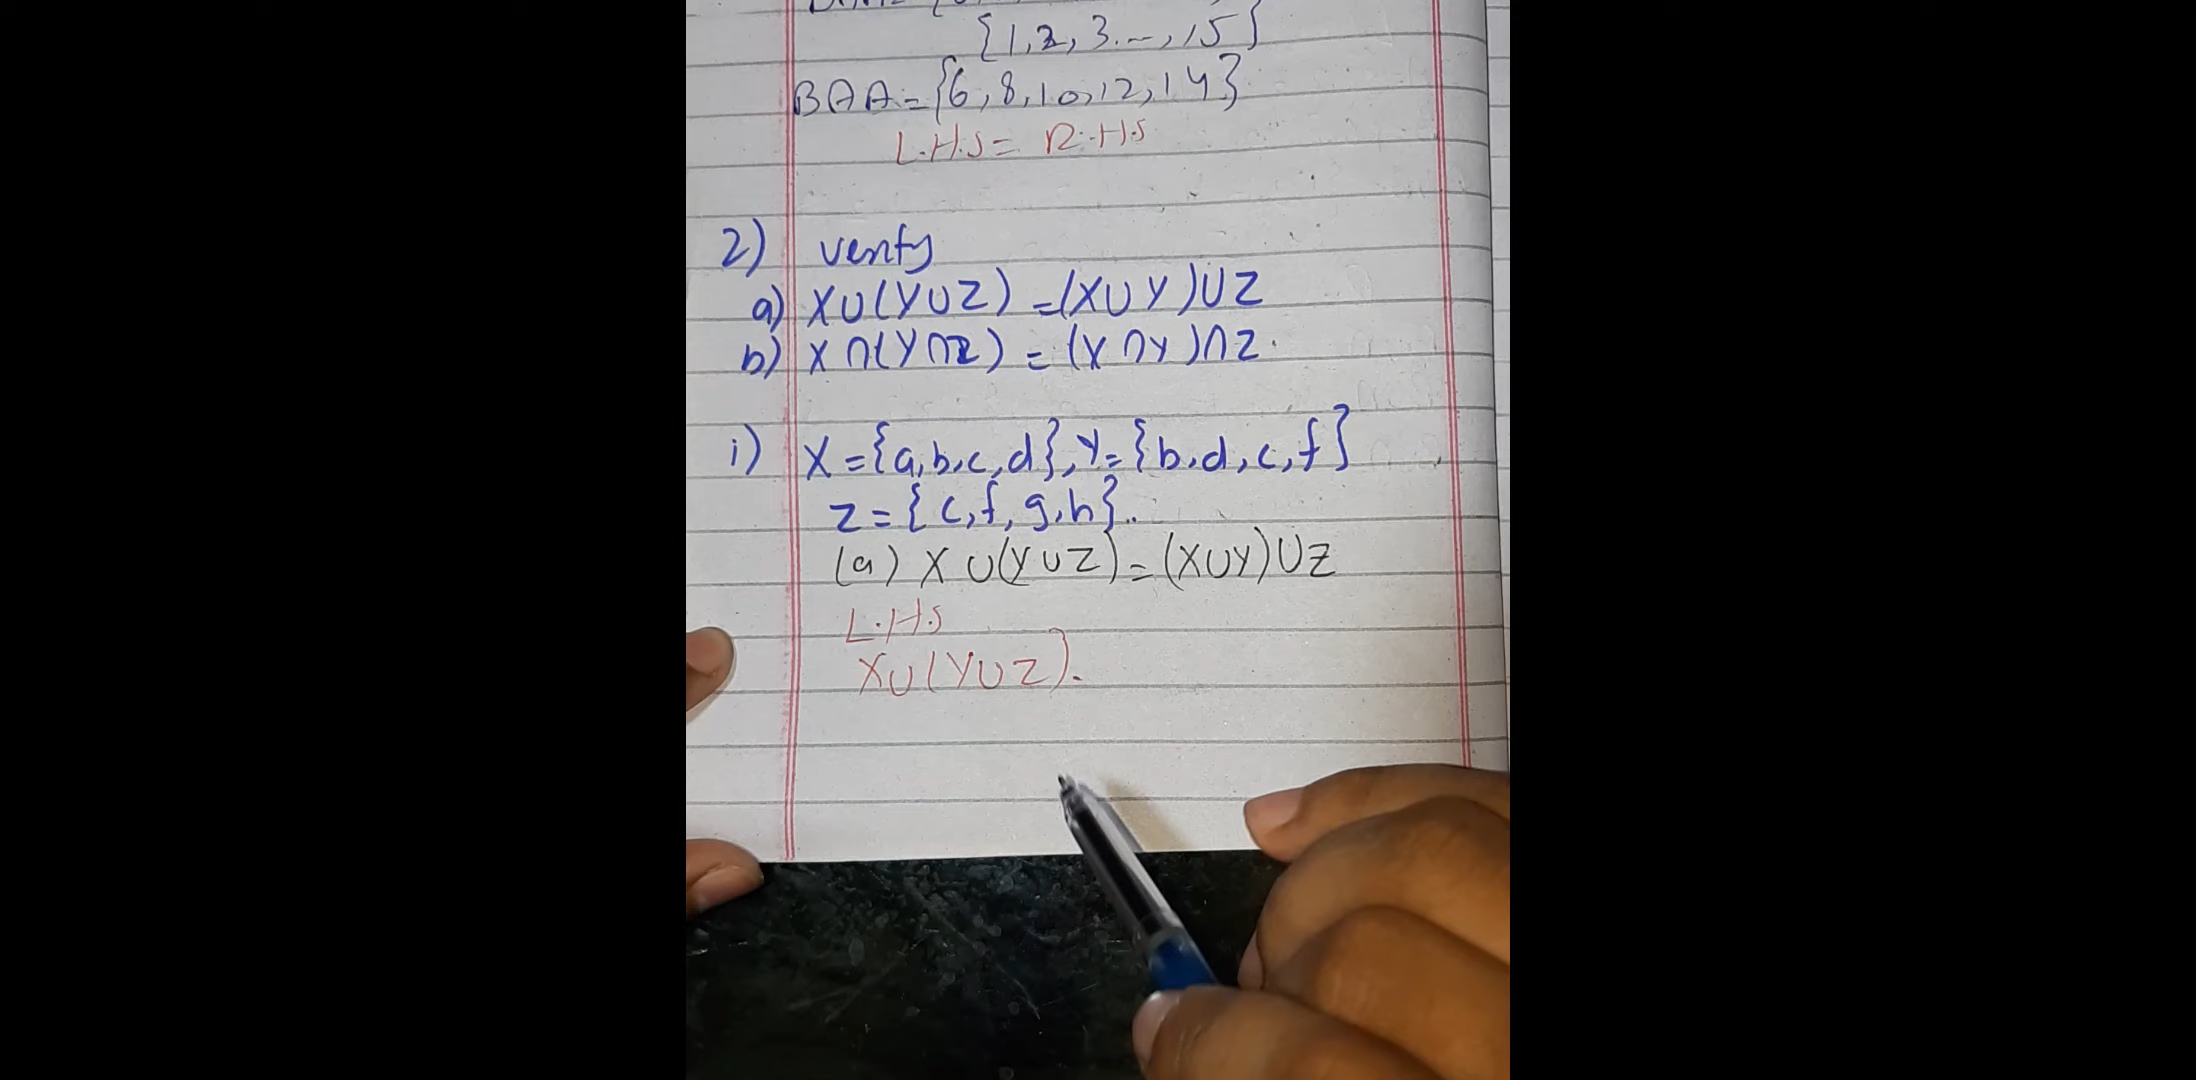 {1,2,3...,15}
B∩A={6,8,10,12,14}
L.H.S= R.H.S
2) verify
a) X∪(Y∪Z) =(X∪Y)∪Z
b) X∩(Y∩Z) = (X∩Y)∩Z.
i) X={a,b,c,d},Y={b,d,c,f}
Z={c,f,g,h}.
(a) X∪(Y∪Z)=(X∪Y)∪Z
L.H.S
X∪(Y∪Z).